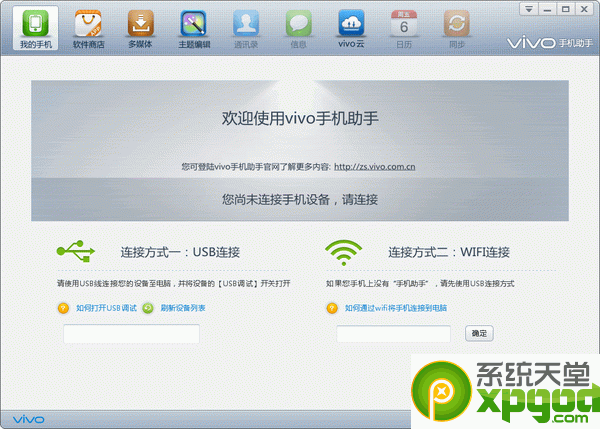 我的手机 软件商店 多媒体 主题编辑 通讯录 信息 vivo云 周五 6 日历 同步 vivo 手机助手
欢迎使用vivo手机助手
您可登陆vivo手机助手官网了解更多内容: http://zs.vivo.com.cn
您尚未连接手机设备，请连接
连接方式一：USB连接
请使用USB线连接您的设备至电脑，并将设备的【USB调试】开关打开
如何打开USB调试 刷新设备列表
连接方式二：WIFI连接
如果您手机上没有“手机助手”，请先使用USB连接方式
如何通过wifi将手机连接到电脑
确定
vivo
系统天堂
xpgod.